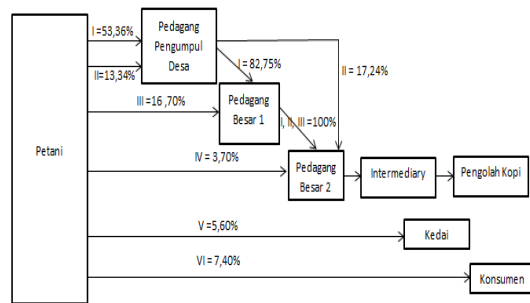 I =53,36%
Pedagang
Pengumpul
Desa
II=13,34%
I =82,75%
II = 17,24%
III =16 ,70%
Pedagang
Besar 1
I, II, III =100%
Petani
IV = 3,70%
Pedagang
Besar 2
Intermediary
Pengolah Kopi
V =5,60%
Kedai
VI =7,40%
Konsumen